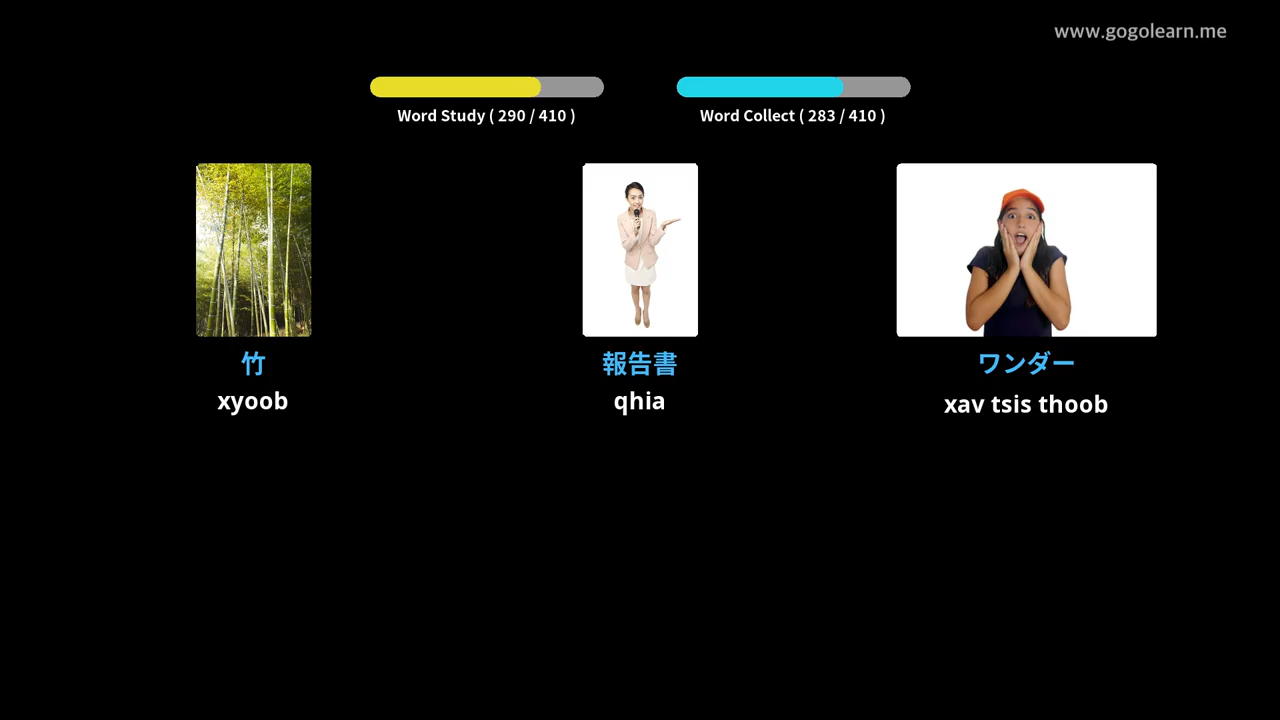 www.gogolearn.me
Word Study ( 290 / 410 )
Word Collect ( 283 / 410 )
竹
報告書
ワンダー
xyoob
qhia
xav tsis thoob